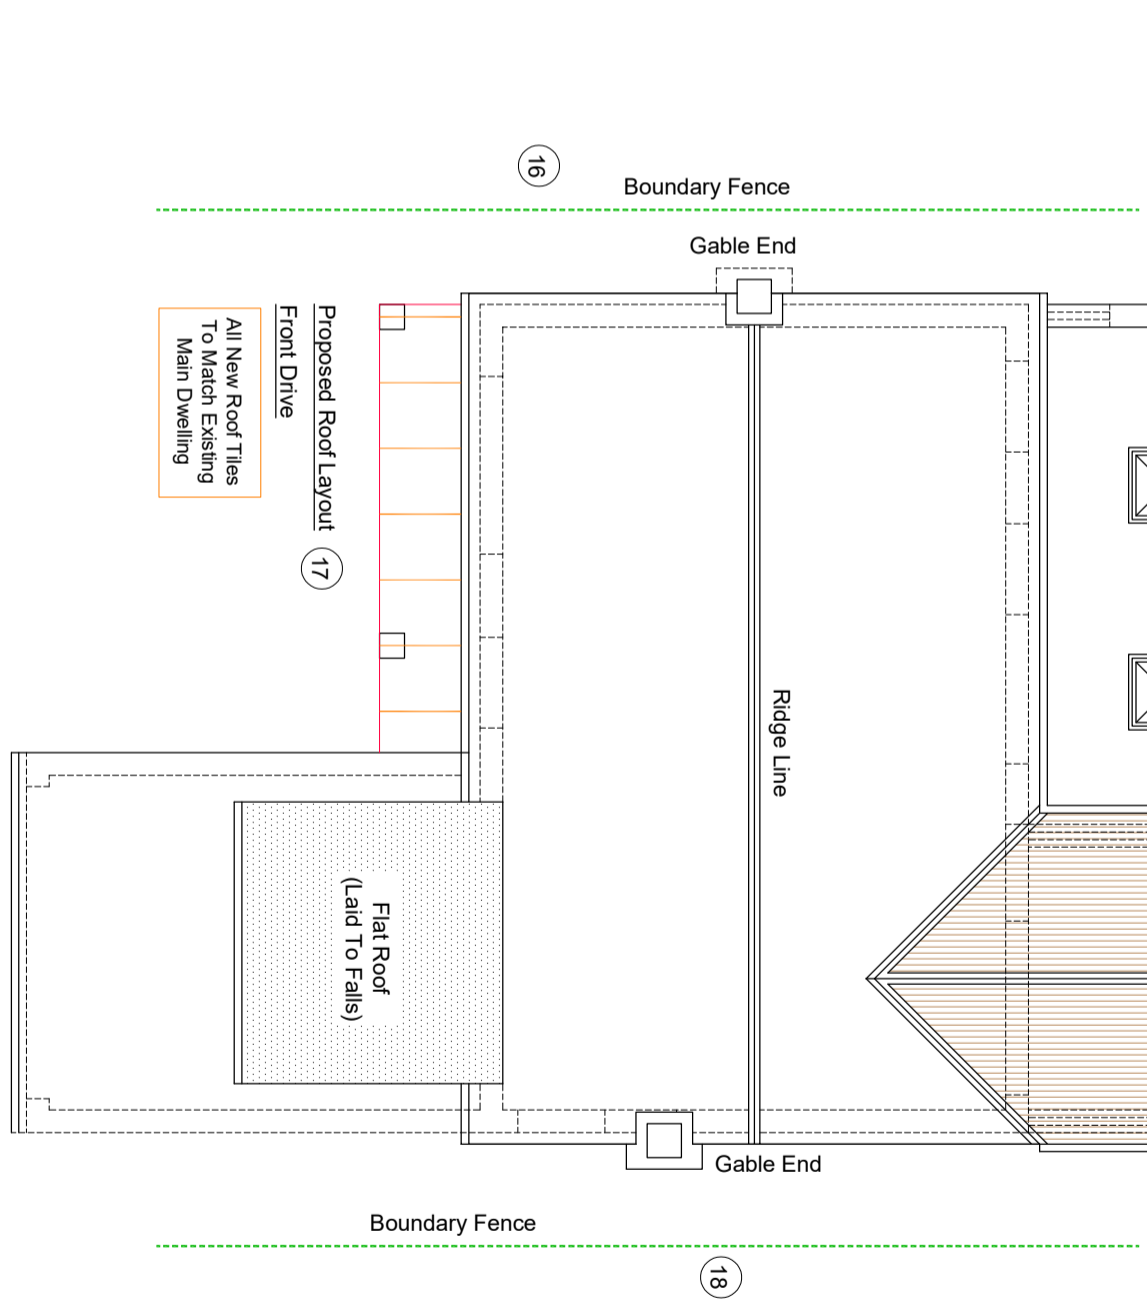 16
Boundary Fence
Gable End
Proposed Roof Layout
17
Front Drive
All New Roof Tiles
To Match Existing
Main Dwelling
Ridge Line
Flat Roof
(Laid To Falls)
Gable End
Boundary Fence
18